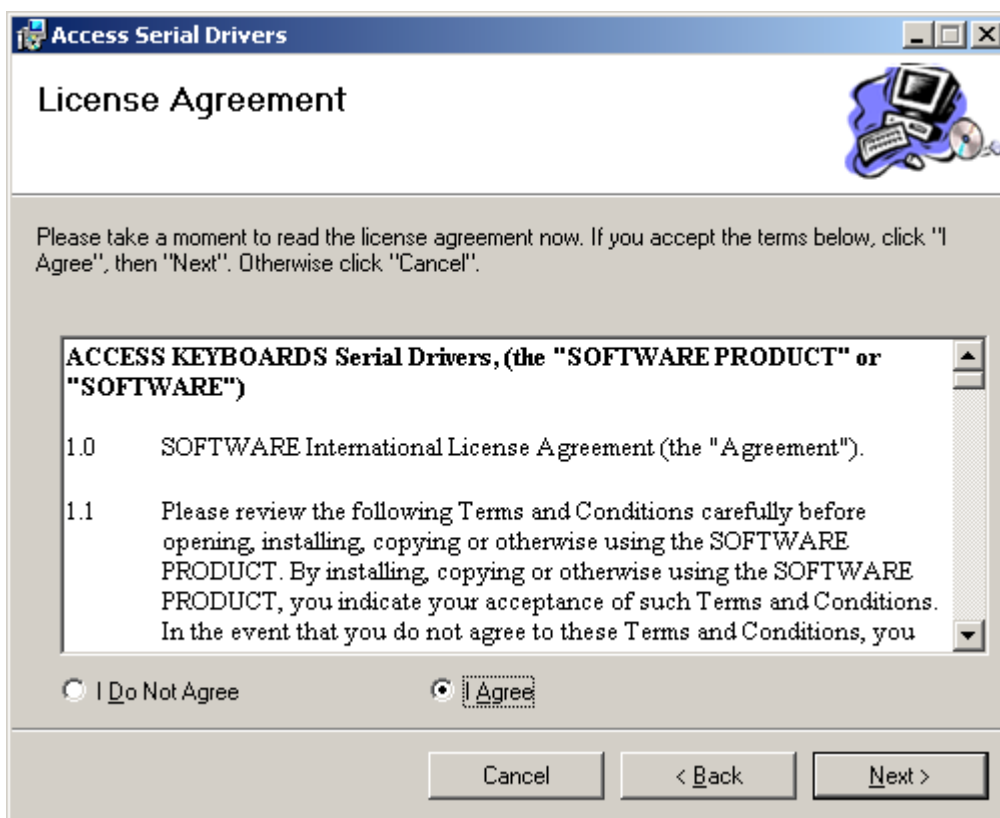 Access Serial Drivers
License Agreement
Please take a moment to read the license agreement now. If you accept the terms below, click "I
Agree", then "Next". Otherwise click "Cancel".
ACCESS KEYBOARDS Serial Drivers, (the "SOFTWARE PRODUCT" or
"SOFTWARE")
1.0 SOFTWARE International License Agreement (the "Agreement").
1.1 Please review the following Terms and Conditions carefully before
opening, installing, copying or otherwise using the SOFTWARE
PRODUCT. By installing, copying or otherwise using the SOFTWARE
PRODUCT, you indicate your acceptance of such Terms and Conditions.
In the event that you do not agree to these Terms and Conditions, you
I Do Not Agree I Agree
Cancel < Back Next >